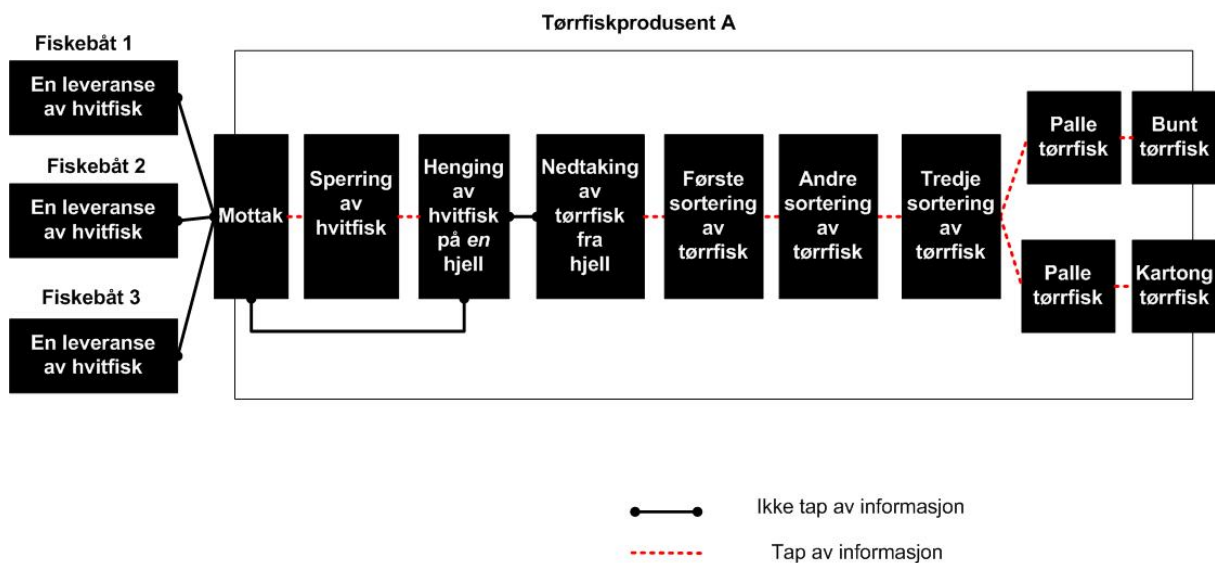 Tørrfiskprodusent A
Fiskebåt 1
En leveranse
av hvitfisk
Fiskebåt 2
En leveranse
av hvitfisk
Fiskebåt 3
En leveranse
av hvitfisk
Mottak
Sperring
av
hvitfisk
Henging
av
hvitfisk
på en
hjell
Nedtaking
av
tørrfisk
fra
hjell
Første
sortering
av
tørrfisk
Andre
sortering
av
tørrfisk
Tredje
sortering
av
tørrfisk
Palle
tørrfisk
Bunt
tørrfisk
Palle
tørrfisk
Kartong
tørrfisk
Ikke tap av informasjon
Tap av informasjon